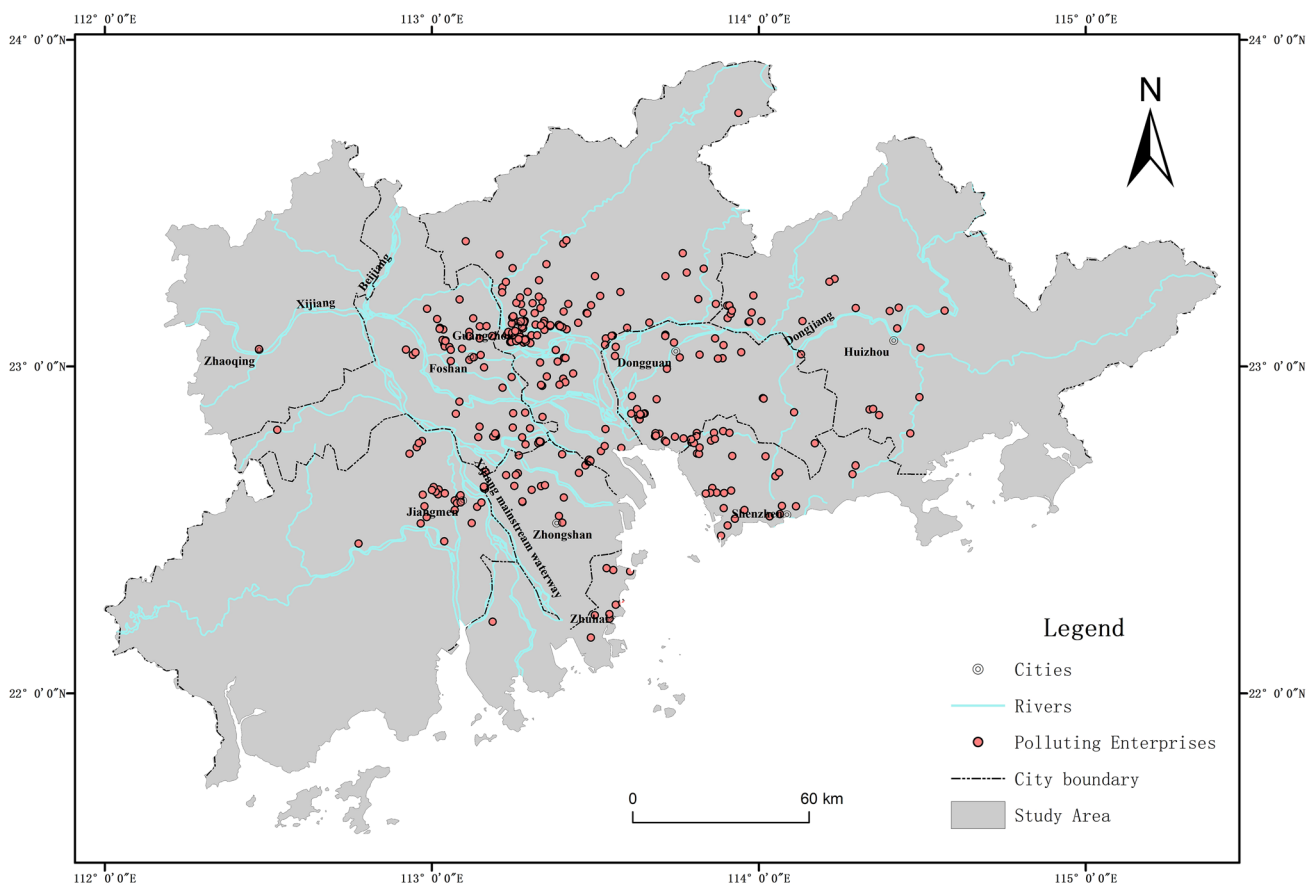 112° 0′0″E
113° 0′0″E
114° 0′0″E
115° 0′0″E
24° 0′0″N
24° 0′0″N
N
Beijiang
Xijiang
Guangzhou
Dongjiang
Zhaoqing
Foshan
Dongguan
Huizhou
23° 0′0″N
23° 0′0″N
Xijiang mainstream waterway
Jiangmen
Zhongshan
Shenzhen
Zhuhai
22° 0′0″N
22° 0′0″N
Legend
Cities
Rivers
Polluting Enterprises
City boundary
Study Area
0 60 km
112° 0′0″E
113° 0′0″E
114° 0′0″E
115° 0′0″E